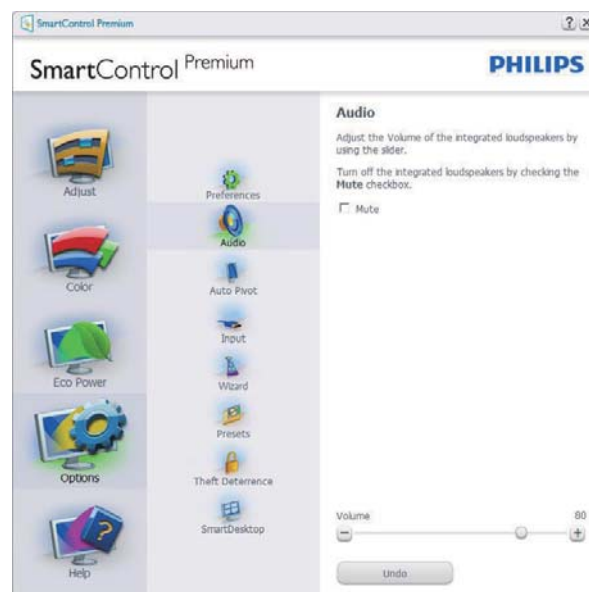 SmartControl Premium
? x
SmartControl Premium
PHILIPS
Adjust
Color
Eco Power
Options
Help
Preferences
Audio
Auto Pivot
Input
Wizard
Presets
Theft Deterrence
SmartDesktop
Audio
Adjust the Volume of the integrated loudspeakers by
using the slider.
Turn off the integrated loudspeakers by checking the
Mute checkbox.
Mute
Volume 80
Undo